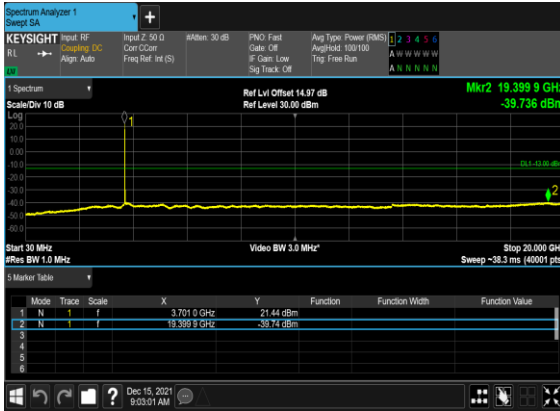 Spectrum Analyzer 1
Swept SA
+
KEYSIGHT Input: RF Input Z: 50 Ω #Atten: 30 dB PNO: Fast Avg Type: Power (RMS) 1 2 3 4 5 6
RL Coupling: DC Corr CCorr Gate: Off Avg|Hold: 100/100 A W W W W W
Align: Auto Freq Ref: Int (S) IF Gain: Low Trig: Free Run
Sig Track: Off A N N N N N
1 Spectrum Ref Lvl Offset 14.97 dB Mkr2 19.399 9 GHz
Scale/Div 10 dB Ref Level 30.00 dBm -39.736 dBm
Log
1
20.0
10.0
0.00
-10.0
DL1 -13.00 dBm
-20.0
-30.0
2
-40.0
-50.0
-60.0
Start 30 MHz Video BW 3.0 MHz* Stop 20.000 GHz
#Res BW 1.0 MHz Sweep ~38.3 ms (40001 pts)
5 Marker Table
Mode Trace Scale X Y Function Function Width Function Value
1 N 1 f 3.701 0 GHz 21.44 dBm
2 N 1 f 19.399 9 GHz -39.74 dBm
3
4
5
6
? Dec 15, 2021
9:03:01 AM